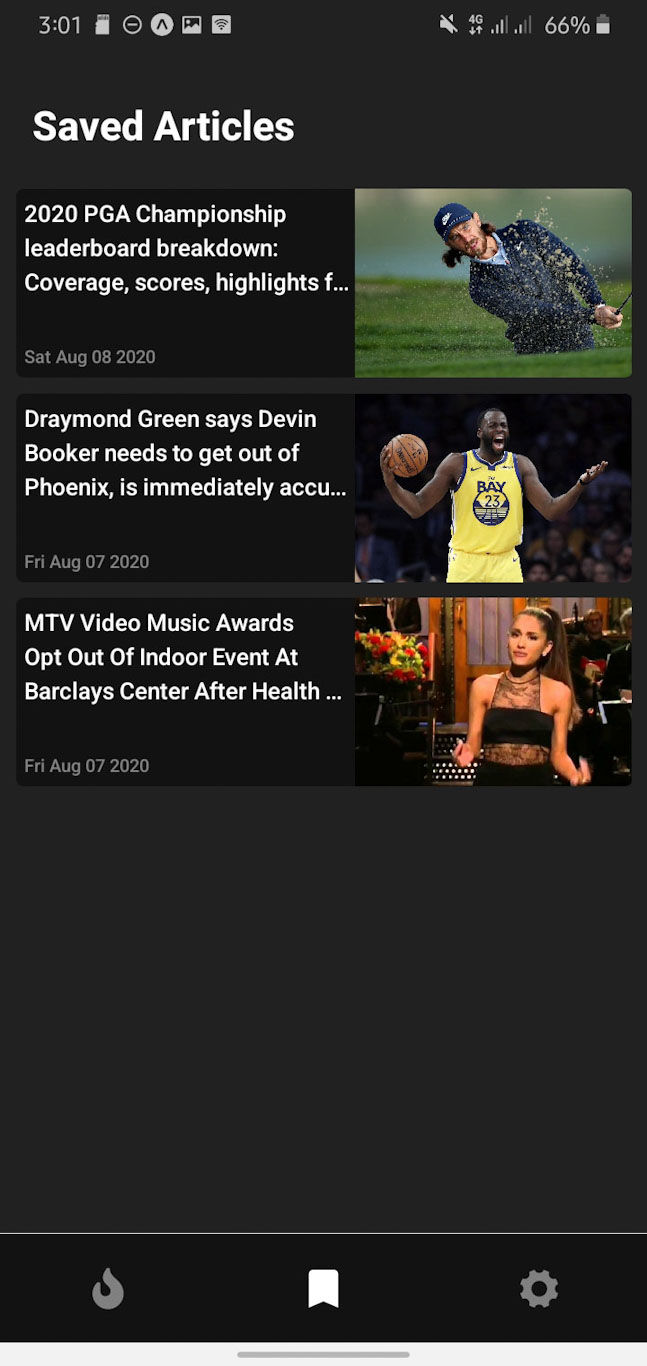 3:01
4G
66%
Saved Articles
2020 PGA Championship
leaderboard breakdown:
Coverage, scores, highlights f...
Sat Aug 08 2020
Draymond Green says Devin
Booker needs to get out of
Phoenix, is immediately accu...
BAY
23
Fri Aug 07 2020
MTV Video Music Awards
Opt Out Of Indoor Event At
Barclays Center After Health ...
Fri Aug 07 2020